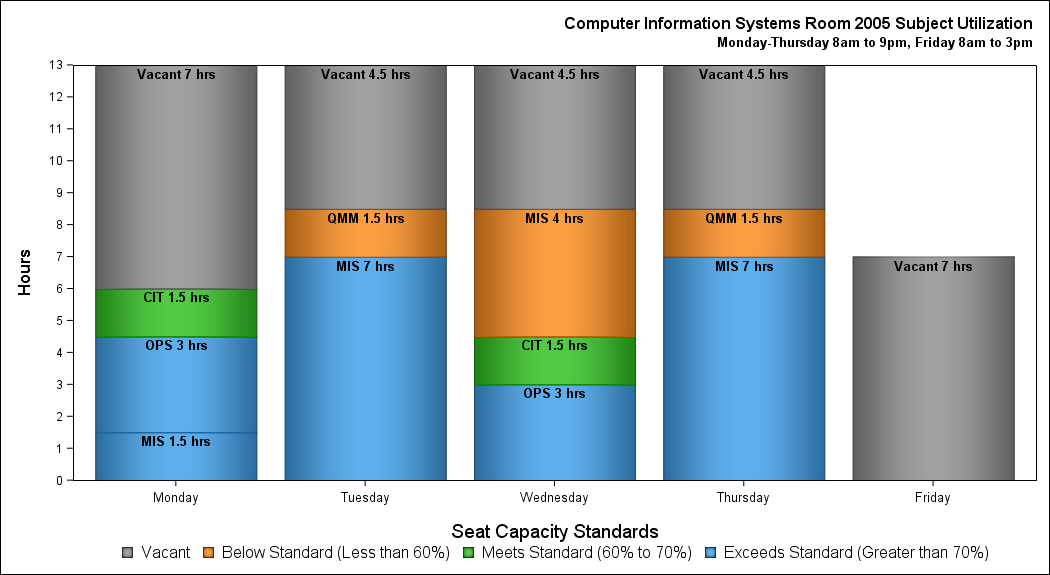 Computer Information Systems Room 2005 Subject Utilization
Monday-Thursday 8am to 9pm, Friday 8am to 3pm
Hours
13
12
11
10
9
8
7
6
5
4
3
2
1
0
Vacant 7 hrs
CIT 1.5 hrs
OPS 3 hrs
MIS 1.5 hrs
Vacant 4.5 hrs
QMM 1.5 hrs
MIS 7 hrs
Vacant 4.5 hrs
MIS 4 hrs
CIT 1.5 hrs
OPS 3 hrs
Vacant 4.5 hrs
QMM 1.5 hrs
MIS 7 hrs
Vacant 7 hrs
Monday Tuesday Wednesday Thursday Friday
Seat Capacity Standards
Vacant Below Standard (Less than 60%) Meets Standard (60% to 70%) Exceeds Standard (Greater than 70%)